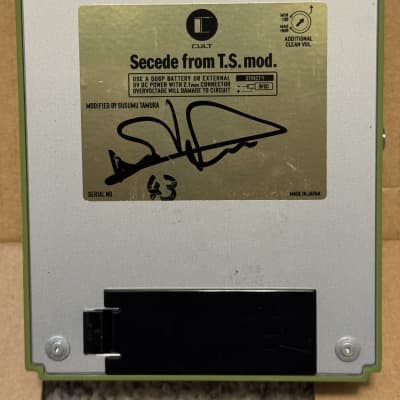 CULT
ADDITIONAL
CLEAN VOL.
Secede from T.S. mod.
USE A 006P BATTERY OR EXTERNAL
9V DC POWER WITH 2.1mm CONNECTOR
OVERVOLTAGE WILL DAMAGE TO CIRCUIT
STRICTLY
MODIFIED BY SUSUMU TAMURA
43
SERIAL NO
MADE IN JAPAN